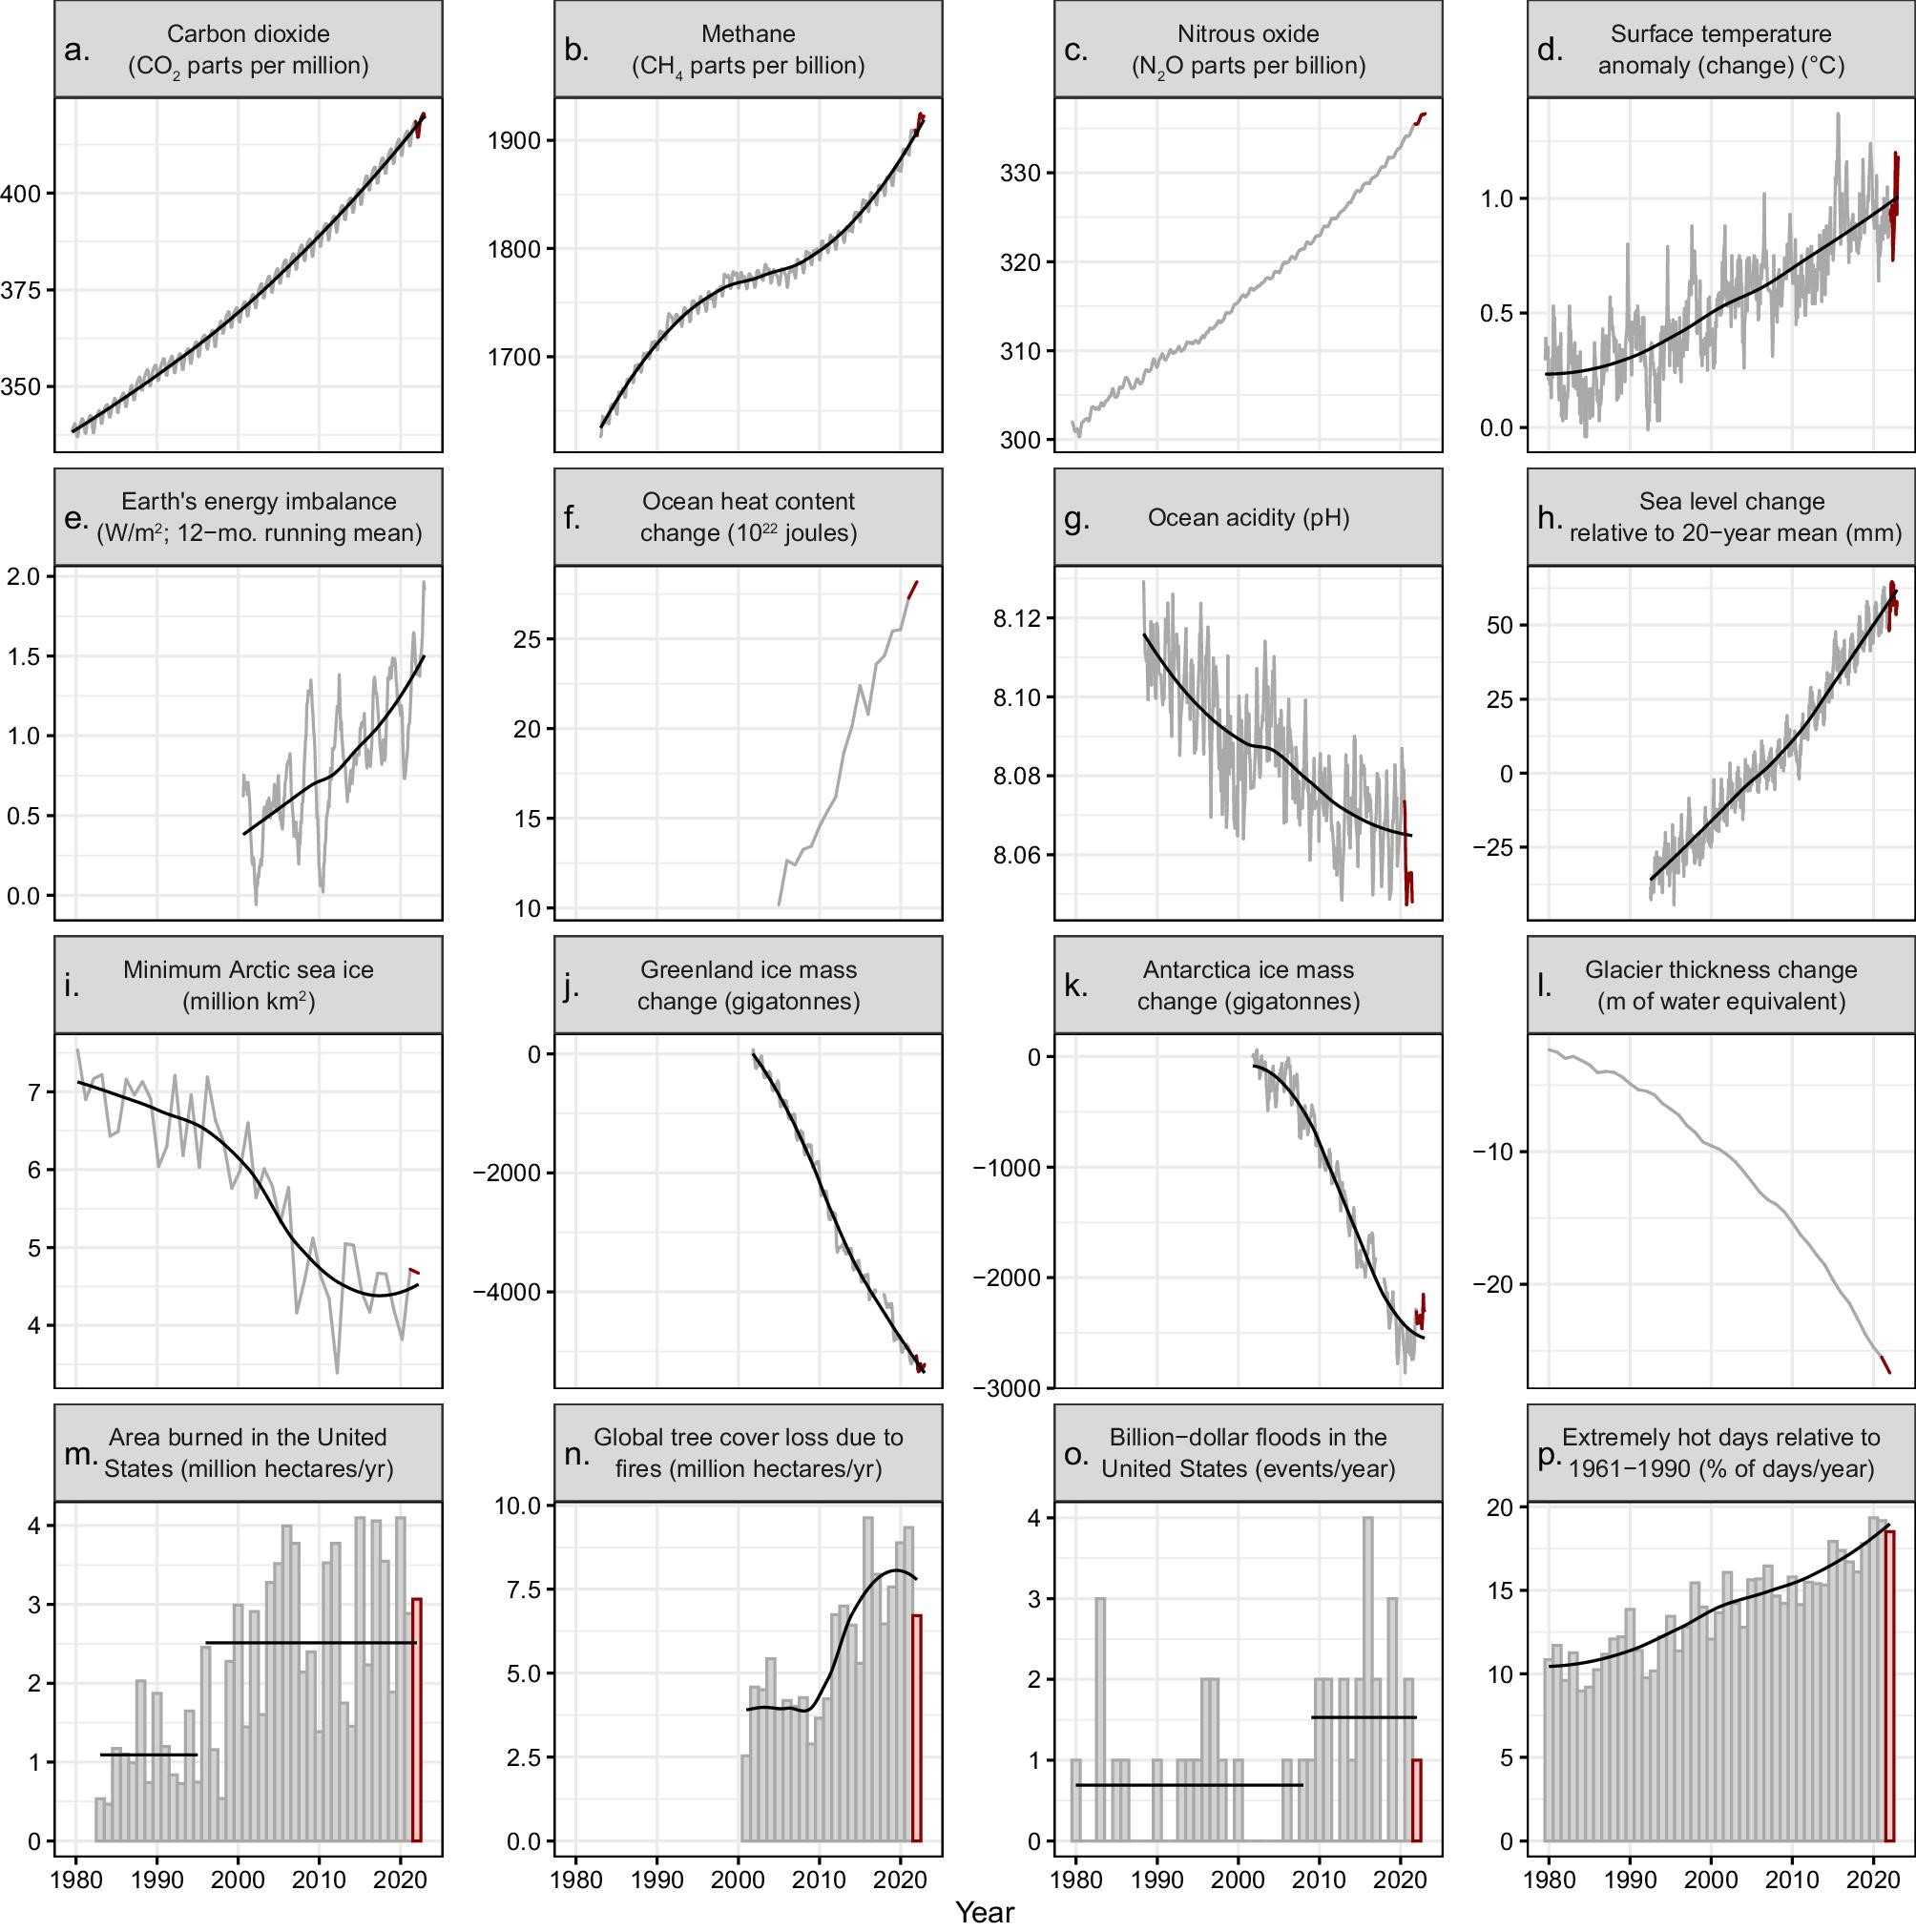 a.
Carbon dioxide
(CO₂ parts per million)
b.
Methane
(CH₄ parts per billion)
c.
Nitrous oxide
(N₂O parts per billion)
d.
Surface temperature
anomaly (change) (°C)
400
375
350
1900
1800
1700
330
320
310
300
1.0
0.5
0.0
e.
Earth's energy imbalance
(W/m²; 12−mo. running mean)
f.
Ocean heat content
change (10²² joules)
g.
Ocean acidity (pH)
h.
Sea level change
relative to 20−year mean (mm)
2.0
1.5
1.0
0.5
0.0
25
20
15
10
8.12
8.10
8.08
8.06
50
25
0
−25
i.
Minimum Arctic sea ice
(million km²)
j.
Greenland ice mass
change (gigatonnes)
k.
Antarctica ice mass
change (gigatonnes)
l.
Glacier thickness change
(m of water equivalent)
7
6
5
4
0
−2000
−4000
0
−1000
−2000
−3000
−10
−20
m.
Area burned in the United
States (million hectares/yr)
n.
Global tree cover loss due to
fires (million hectares/yr)
o.
Billion−dollar floods in the
United States (events/year)
p.
Extremely hot days relative to
1961−1990 (% of days/year)
4
3
2
1
0
10.0
7.5
5.0
2.5
0.0
4
3
2
1
0
20
15
10
5
0
1980 1990 2000 2010 2020
1980 1990 2000 2010 2020
1980 1990 2000 2010 2020
1980 1990 2000 2010 2020
Year